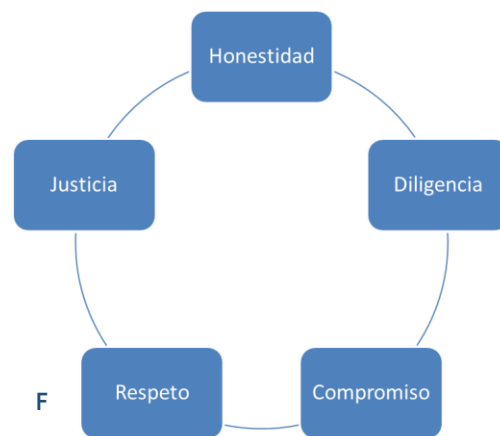 Honestidad
Justicia
Diligencia
F
Respeto
Compromiso